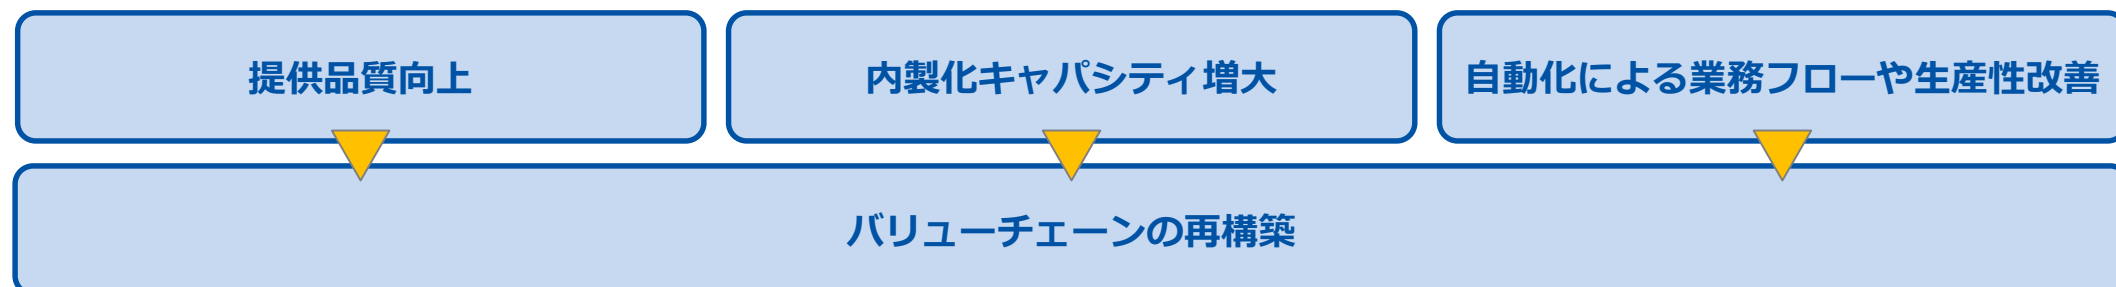 提供品質向上
内製化キャパシティ増大
自動化による業務フローや生産性改善
バリューチェーンの再構築